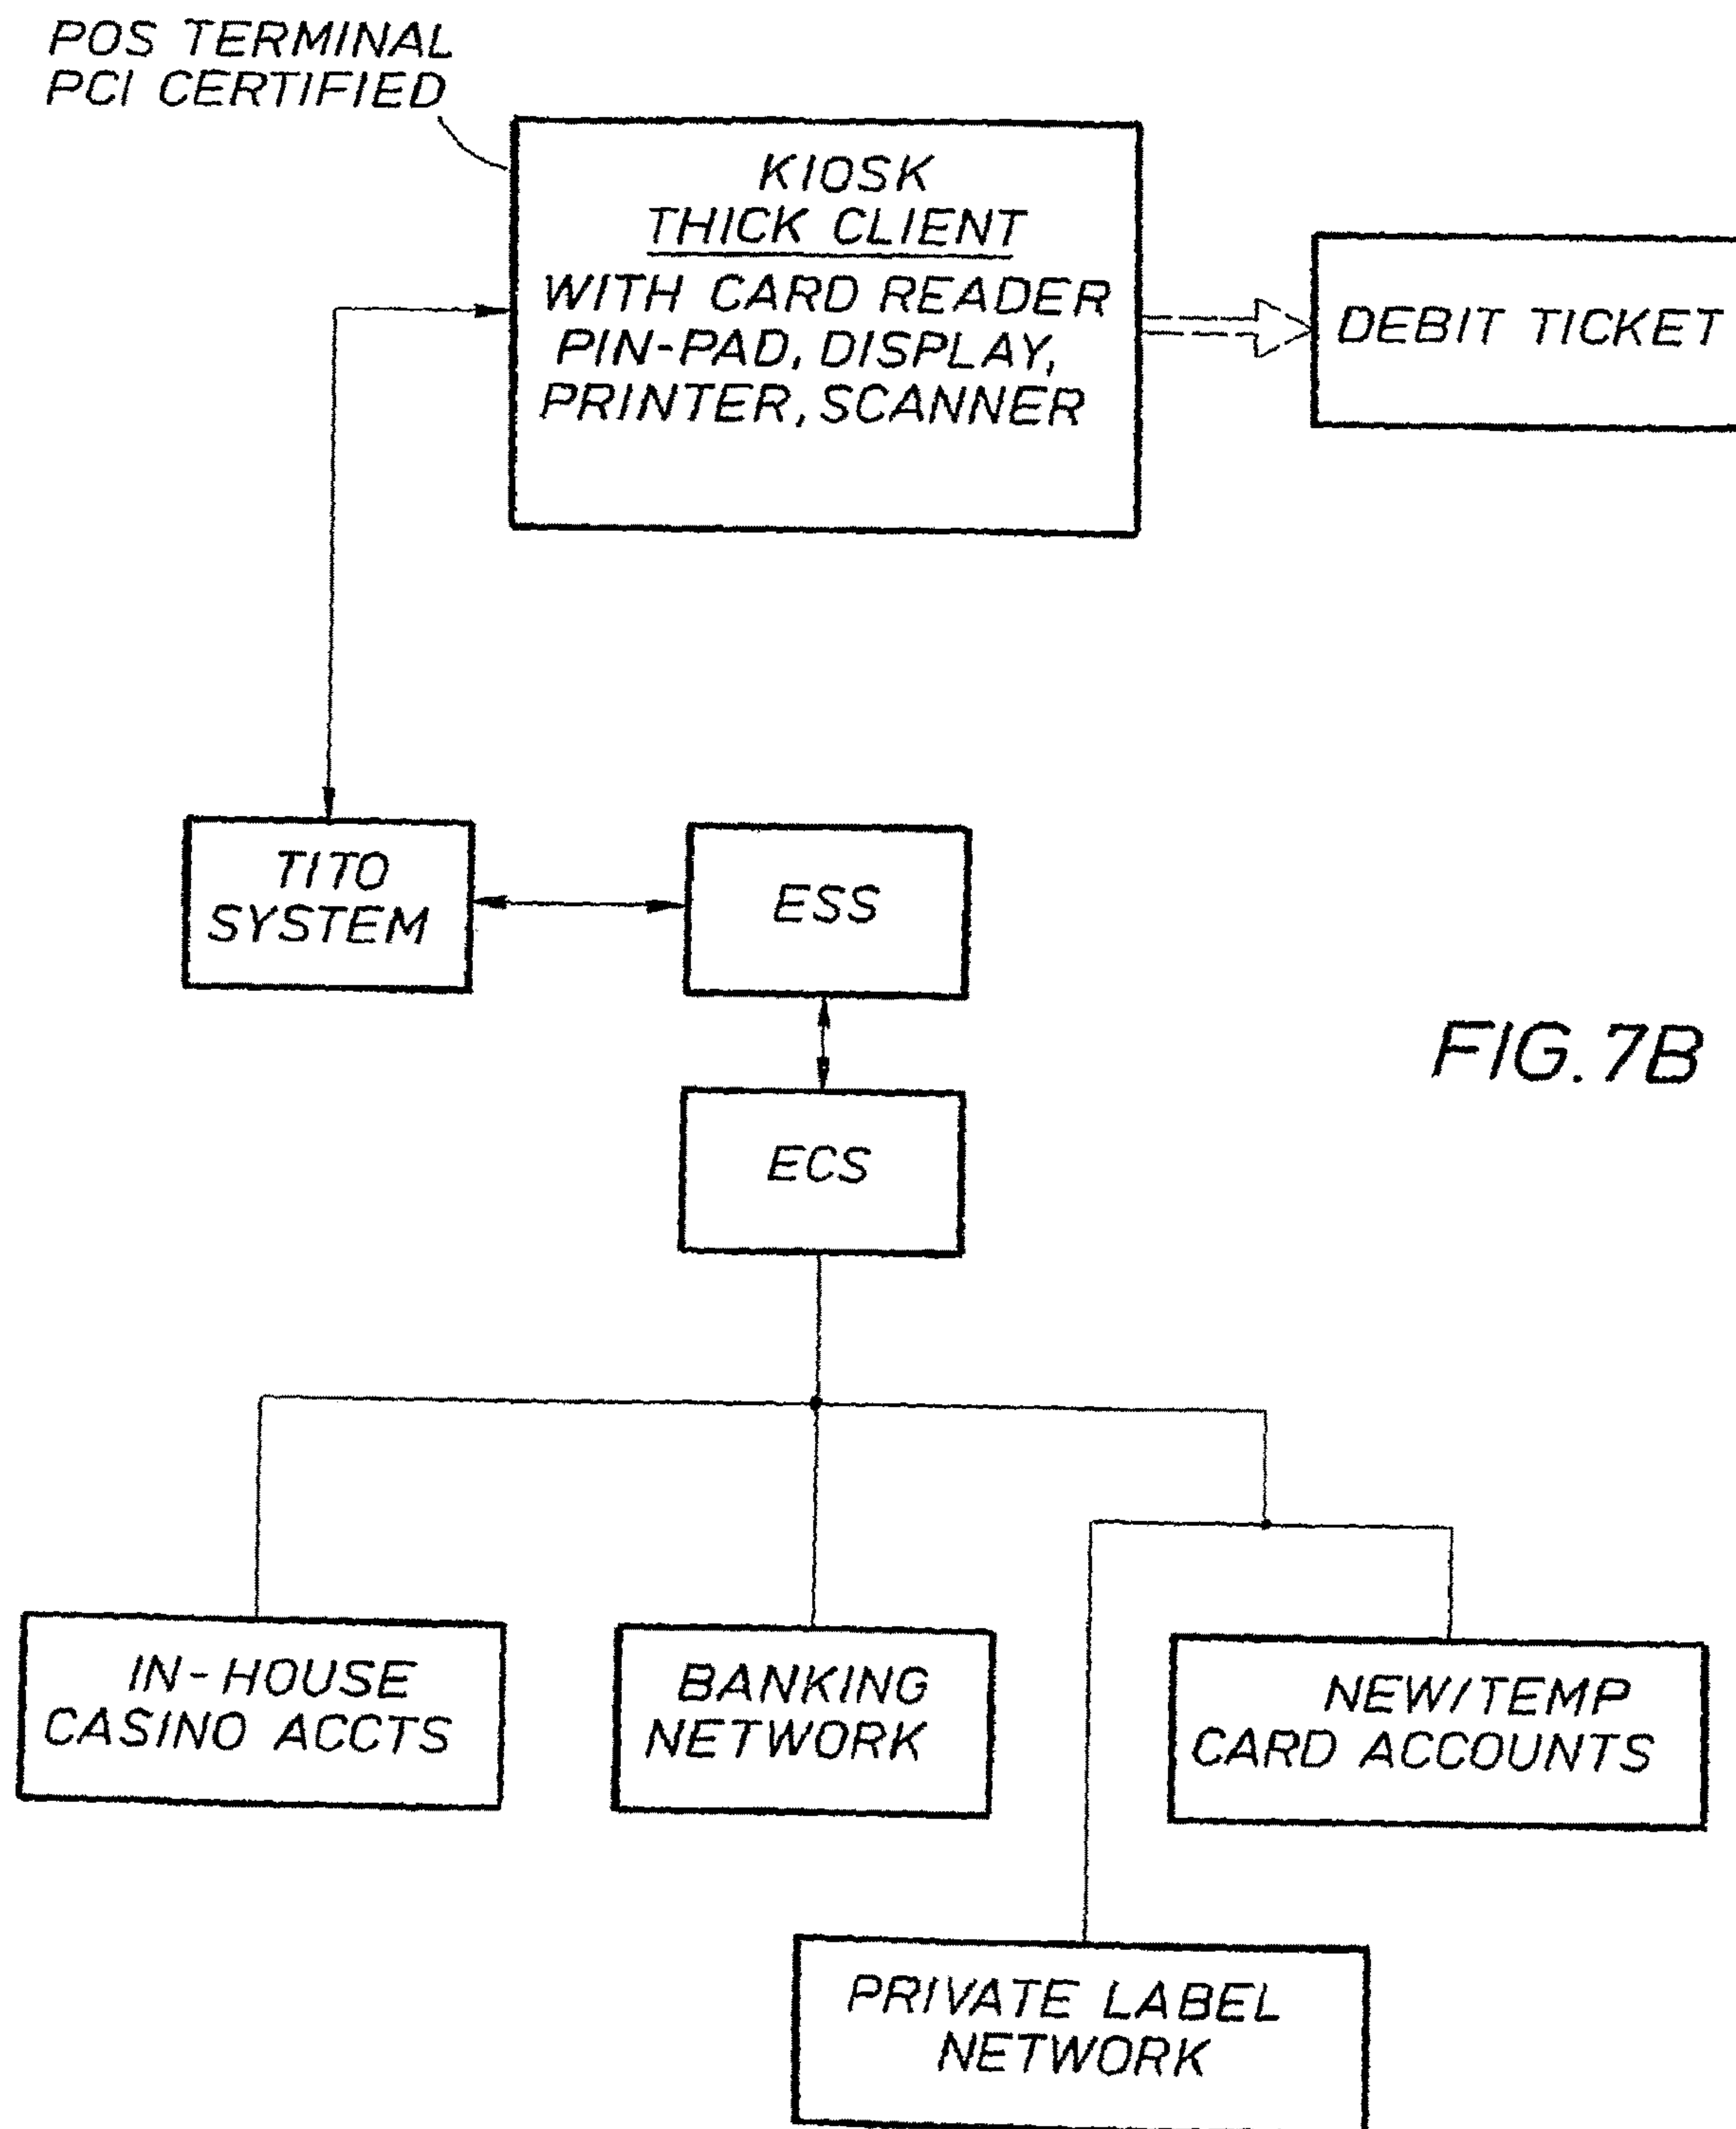 POS TERMINAL
PCI CERTIFIED
KIOSK
THICK CLIENT
WITH CARD READER
PIN-PAD, DISPLAY,
PRINTER, SCANNER
DEBIT TICKET
TITO
SYSTEM
ESS
FIG. 7B
ECS
IN-HOUSE
CASINO ACCTS
BANKING
NETWORK
NEW/TEMP
CARD ACCOUNTS
PRIVATE LABEL
NETWORK